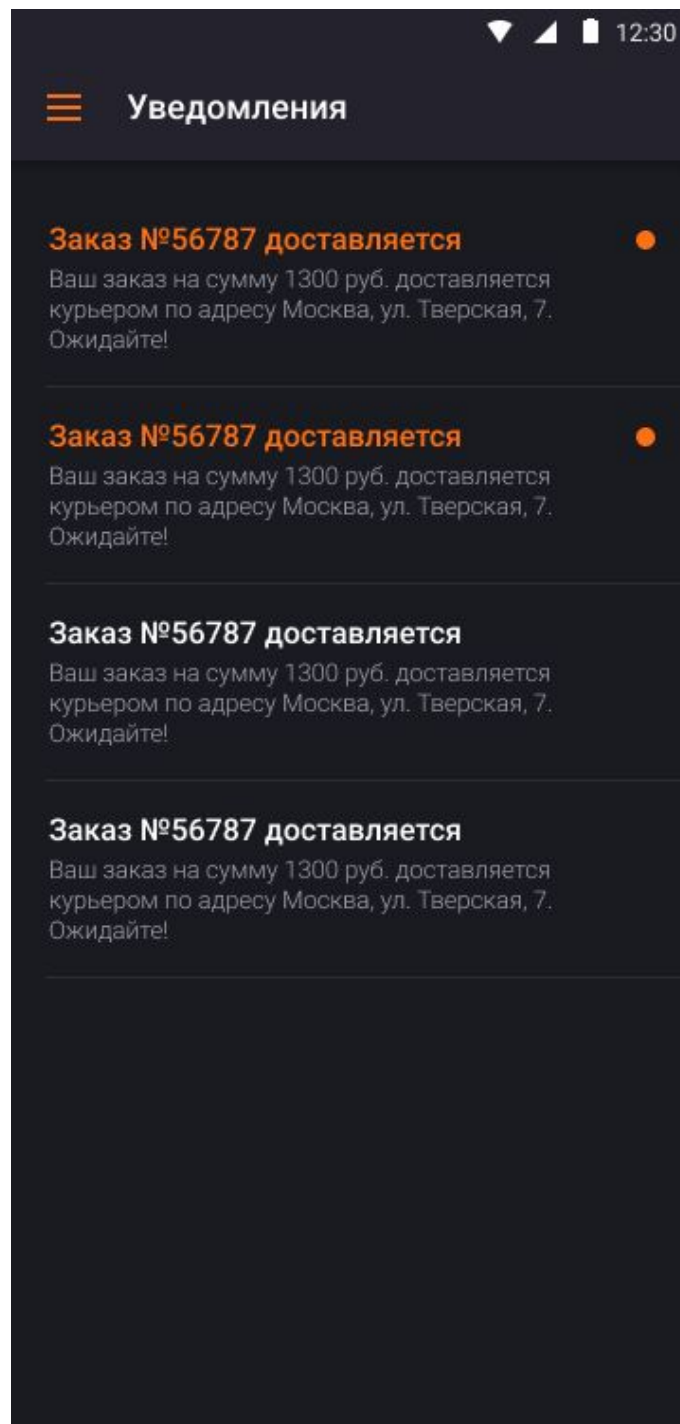 12:30
Уведомления
Заказ №56787 доставляется
Ваш заказ на сумму 1300 руб. доставляется
курьером по адресу Москва, ул. Тверская, 7.
Ожидайте!
Заказ №56787 доставляется
Ваш заказ на сумму 1300 руб. доставляется
курьером по адресу Москва, ул. Тверская, 7.
Ожидайте!
Заказ №56787 доставляется
Ваш заказ на сумму 1300 руб. доставляется
курьером по адресу Москва, ул. Тверская, 7.
Ожидайте!
Заказ №56787 доставляется
Ваш заказ на сумму 1300 руб. доставляется
курьером по адресу Москва, ул. Тверская, 7.
Ожидайте!